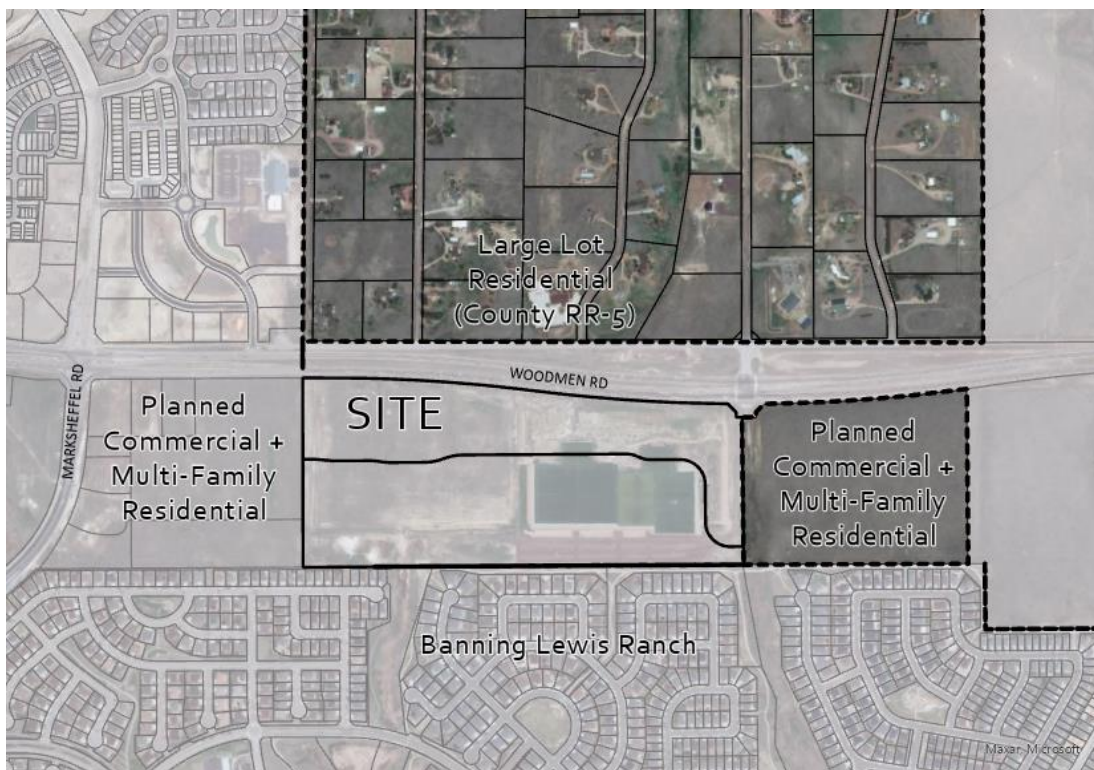 Large Lot
Residential
(County RR-5)
WOODMEN RD
MARKSHEFFEL RD
Planned
Commercial +
Multi-Family
Residential
SITE
Planned
Commercial +
Multi-Family
Residential
Banning Lewis Ranch
Maxar, Microsoft